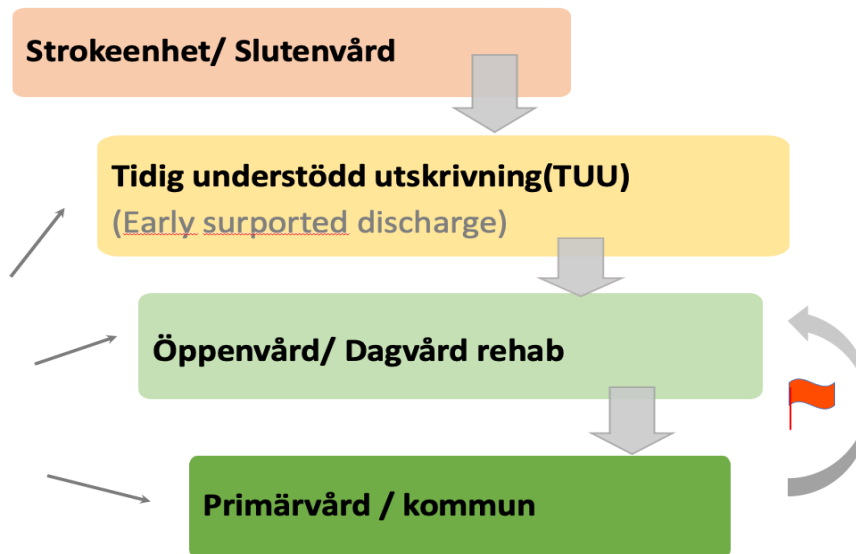 Strokeenhet/ Slutenvård
Tidig understödd utskrivning(TUU)
(Early surported discharge)
Öppenvård/ Dagvård rehab
Primärvård / kommun